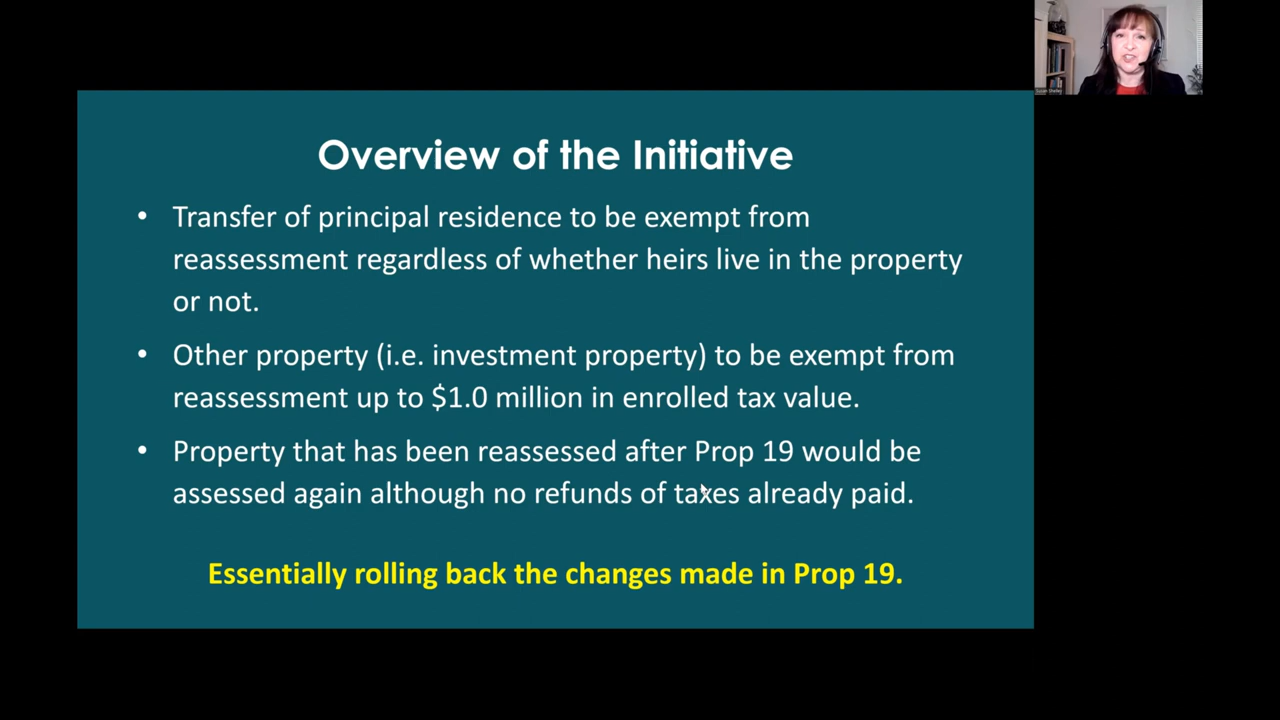 Overview of the Initiative
• Transfer of principal residence to be exempt from
reassessment regardless of whether heirs live in the property
or not.
• Other property (i.e. investment property) to be exempt from
reassessment up to $1.0 million in enrolled tax value.
• Property that has been reassessed after Prop 19 would be
assessed again although no refunds of taxes already paid.
Essentially rolling back the changes made in Prop 19.